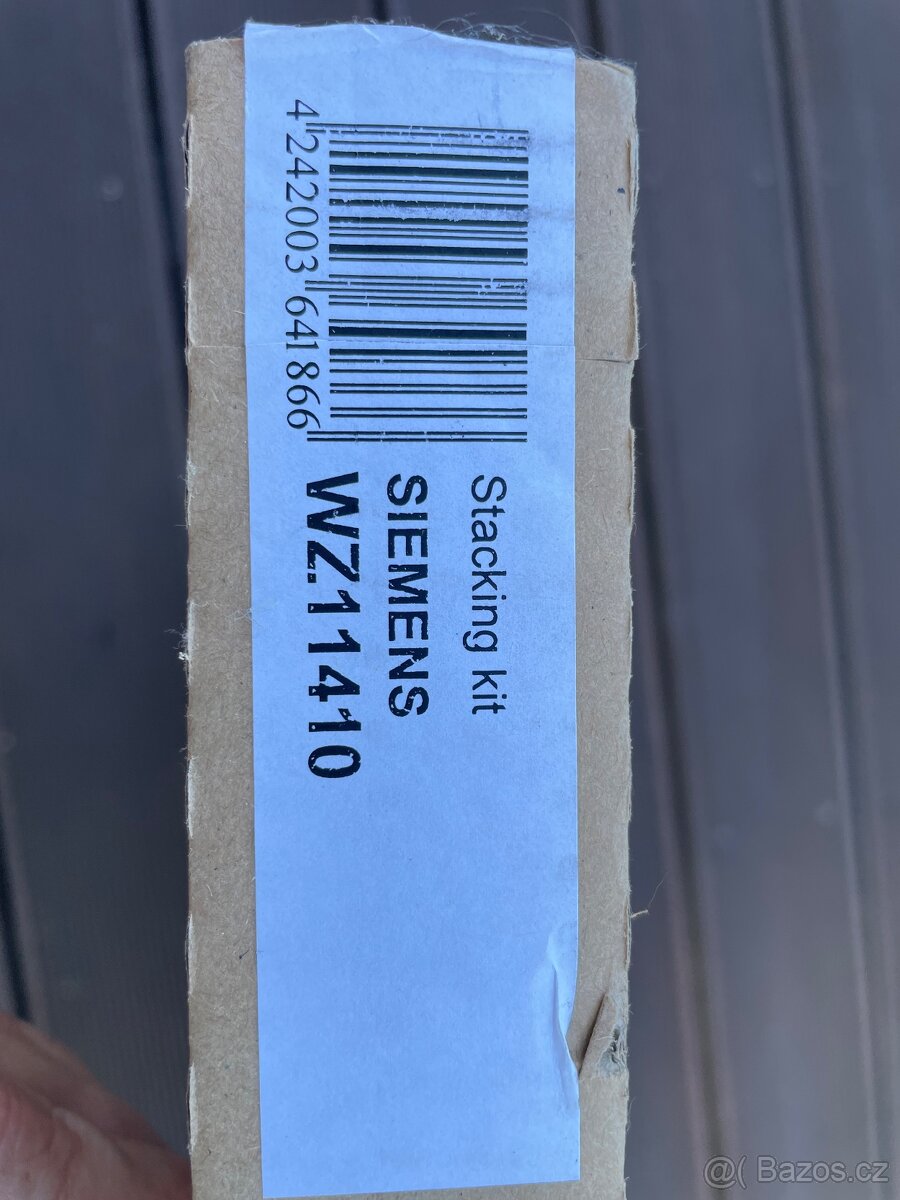 Stacking kit
SIEMENS
WZ11410
4 242003 641866
@( Bazos.cz